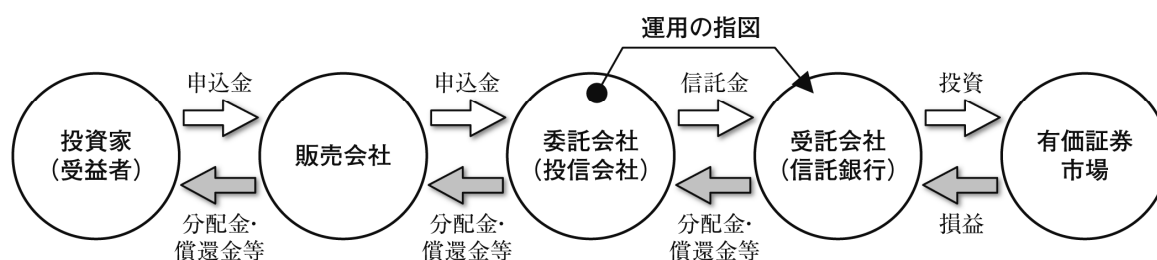 運用の指図
申込金
申込金
信託金
投資
投資家
(受益者)
販売会社
委託会社
(投信会社)
受託会社
(信託銀行)
有価証券
市場
分配金・
償還金等
分配金・
償還金等
分配金・
償還金等
損益